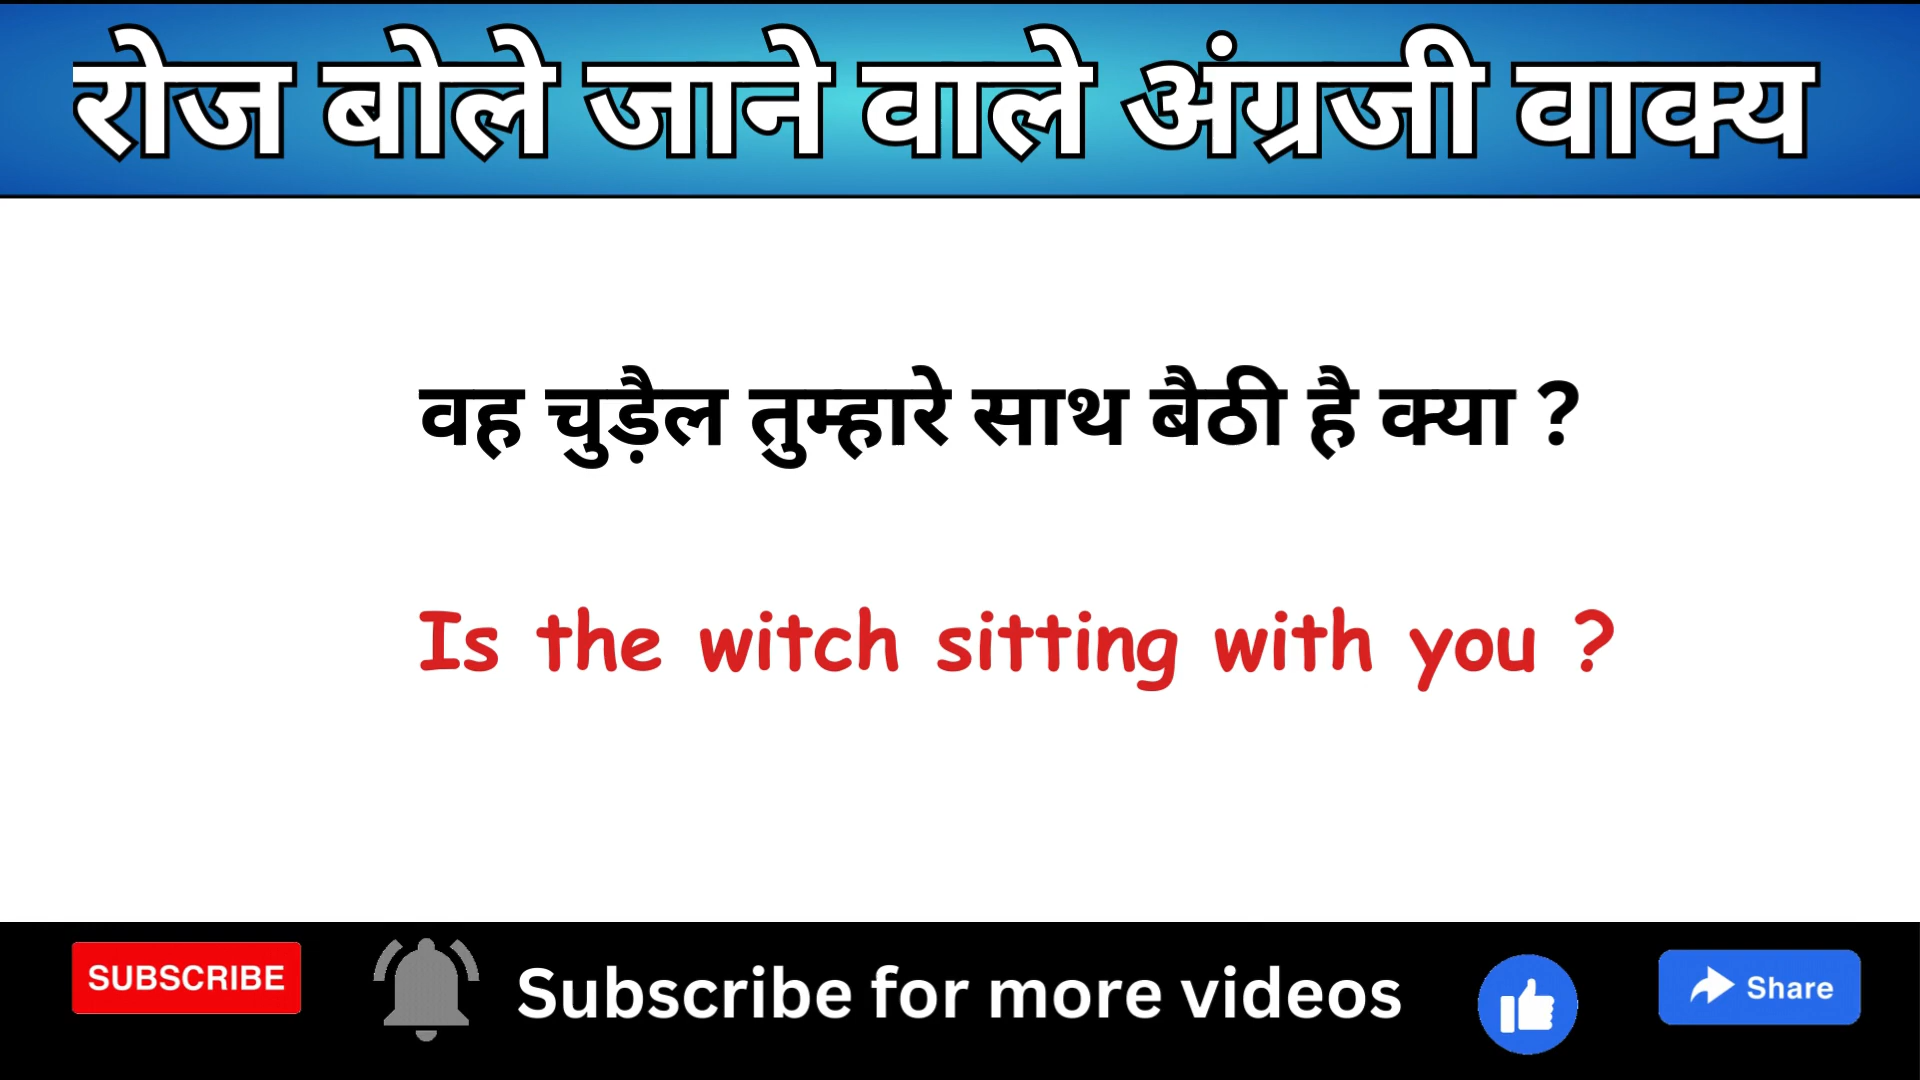 रोज बोले जाने वाले अंग्रजी वाक्य
वह चुड़ैल तुम्हारे साथ बैठी है क्या ?
Is the witch sitting with you ?
SUBSCRIBE
Subscribe for more videos
Share